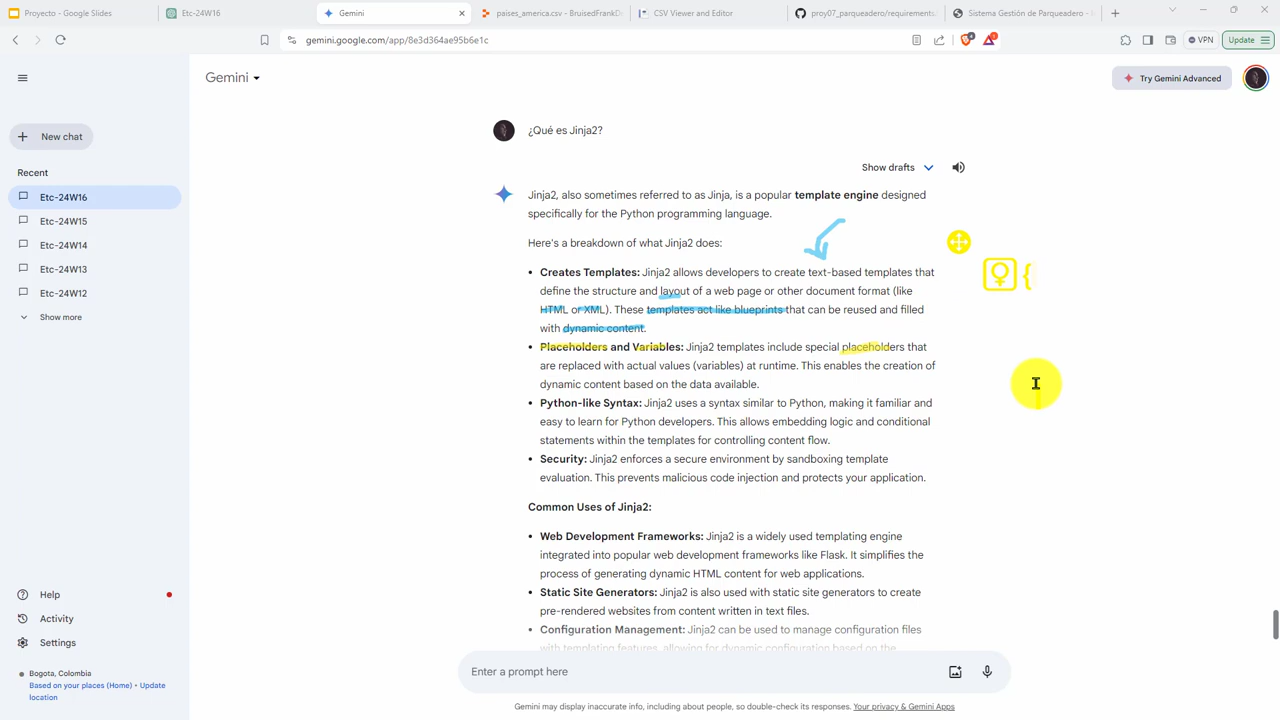 Proyecto - Google Slides
Etc-24W16
Gemini
paises_america.csv - BruisedFrankD
CSV Viewer and Editor
proy07_parqueadero/requirements.
Sistema Gestión de Parqueadero -
gemini.google.com/app/8e3d364ae95b6e1c
4
VPN
Update
Gemini
Try Gemini Advanced
New chat
Recent
Etc-24W16
Etc-24W15
Etc-24W14
Etc-24W13
Etc-24W12
Show more
¿Qué es Jinja2?
Show drafts
Jinja2, also sometimes referred to as Jinja, is a popular template engine designed
specifically for the Python programming language.
Here's a breakdown of what Jinja2 does:
• Creates Templates: Jinja2 allows developers to create text-based templates that
define the structure and layout of a web page or other document format (like
HTML or XML). These templates act like blueprints that can be reused and filled
with dynamic content.
• Placeholders and Variables: Jinja2 templates include special placeholders that
are replaced with actual values (variables) at runtime. This enables the creation of
dynamic content based on the data available.
• Python-like Syntax: Jinja2 uses a syntax similar to Python, making it familiar and
easy to learn for Python developers. This allows embedding logic and conditional
statements within the templates for controlling content flow.
• Security: Jinja2 enforces a secure environment by sandboxing template
evaluation. This prevents malicious code injection and protects your application.
Common Uses of Jinja2:
• Web Development Frameworks: Jinja2 is a widely used templating engine
integrated into popular web development frameworks like Flask. It simplifies the
process of generating dynamic HTML content for web applications.
• Static Site Generators: Jinja2 is also used with static site generators to create
pre-rendered websites from content written in text files.
• Configuration Management: Jinja2 can be used to manage configuration files
with templating features, allowing for dynamic configuration based on the
{
Help
Activity
Settings
Bogota, Colombia
Based on your places (Home) • Update
location
Enter a prompt here
Gemini may display inaccurate info, including about people, so double-check its responses. Your privacy & Gemini Apps